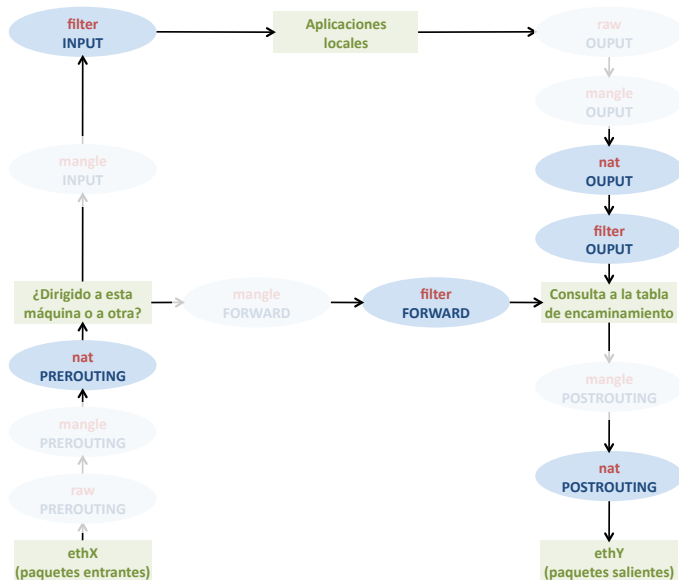 filter
INPUT
Aplicaciones
locales
raw
OUPUT
mangle
OUPUT
mangle
INPUT
nat
OUPUT
filter
OUPUT
¿Dirigido a esta
máquina o a otra?
mangle
FORWARD
filter
FORWARD
Consulta a la tabla
de encaminamiento
nat
PREROUTING
mangle
POSTROUTING
mangle
PREROUTING
nat
POSTROUTING
raw
PREROUTING
ethX
(paquetes entrantes)
ethY
(paquetes salientes)